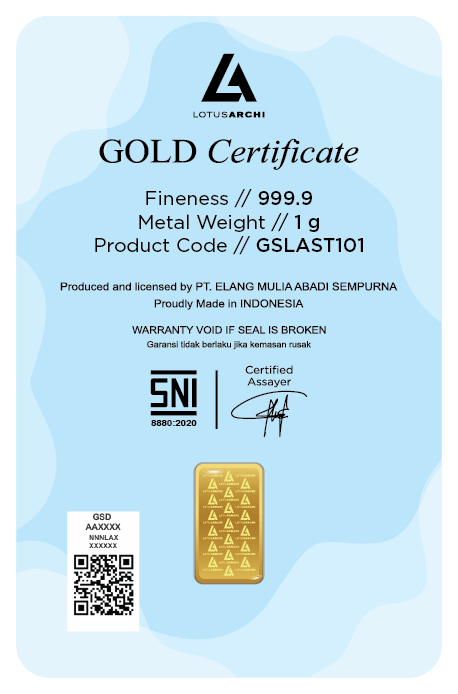 LOTUSARCHI
GOLD Certificate
Fineness // 999.9
Metal Weight // 1 g
Product Code // GSLAST101
Produced and licensed by PT. ELANG MULIA ABADI SEMPURNA
Proudly Made in INDONESIA
WARRANTY VOID IF SEAL IS BROKEN
Garansi tidak berlaku jika kemasan rusak
SNI
8880:2020
Certified
Assayer
GSD
AAXXXX
NNNLAX
XXXXXX